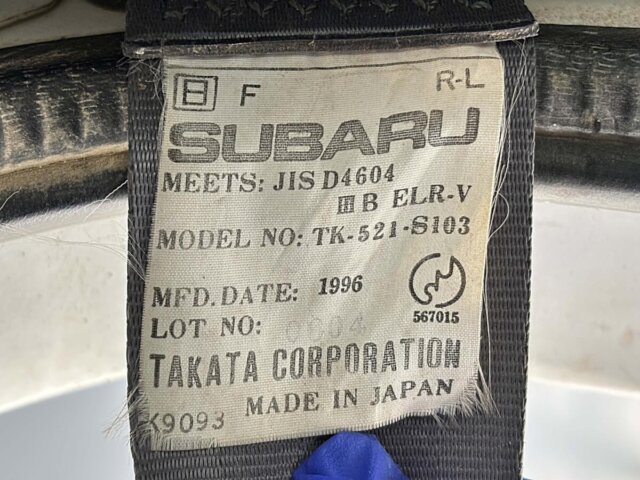 日 F R-L
SUBARU
MEETS: JIS D4604
III B ELR-V
MODEL NO: TK-521-S103
MFD. DATE: 1996
567015
LOT NO:
TAKATA CORPORATION
MADE IN JAPAN
K9093